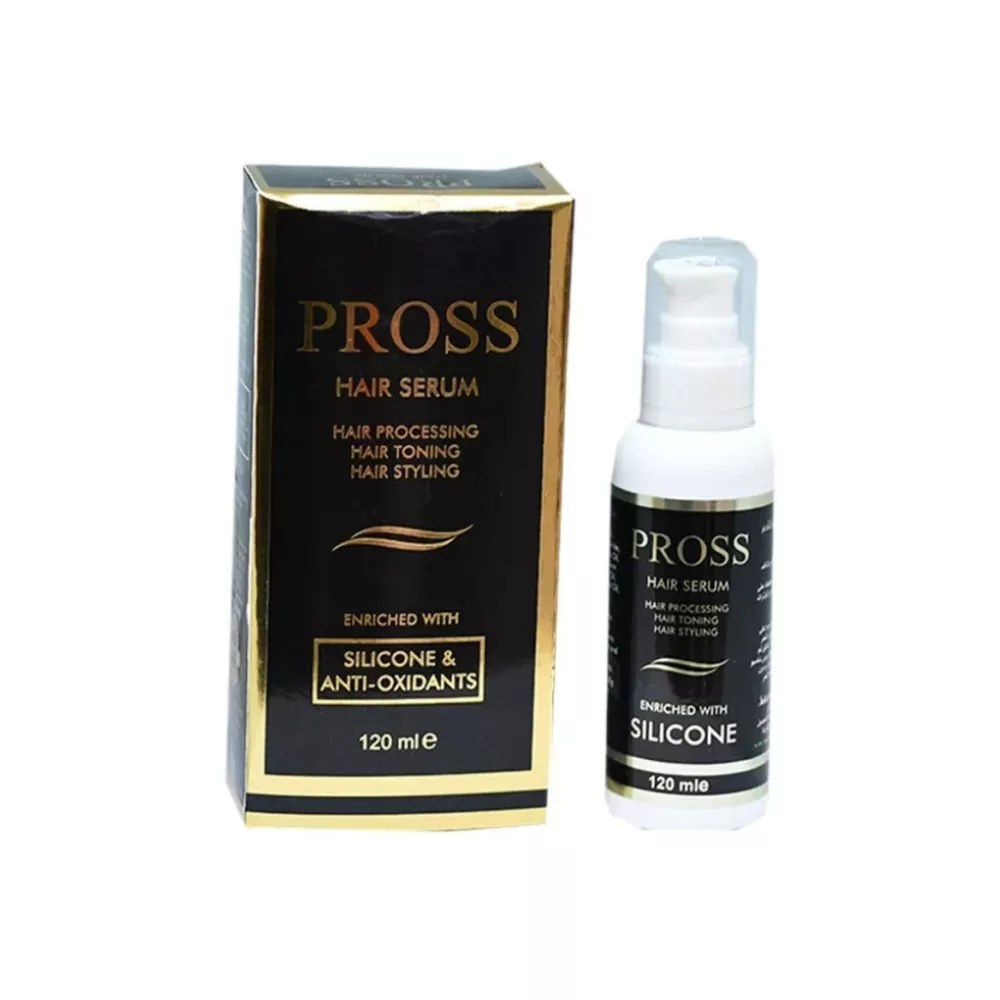 PROSS
PROSS
HAIR SERUM
HAIR PROCESSING
HAIR TONING
HAIR STYLING
ENRICHED WITH
SILICONE &
ANTI-OXIDANTS
120 ml e
PROSS
HAIR SERUM
HAIR PROCESSING
HAIR TONING
HAIR STYLING
ENRICHED WITH
SILICONE
120 ml e